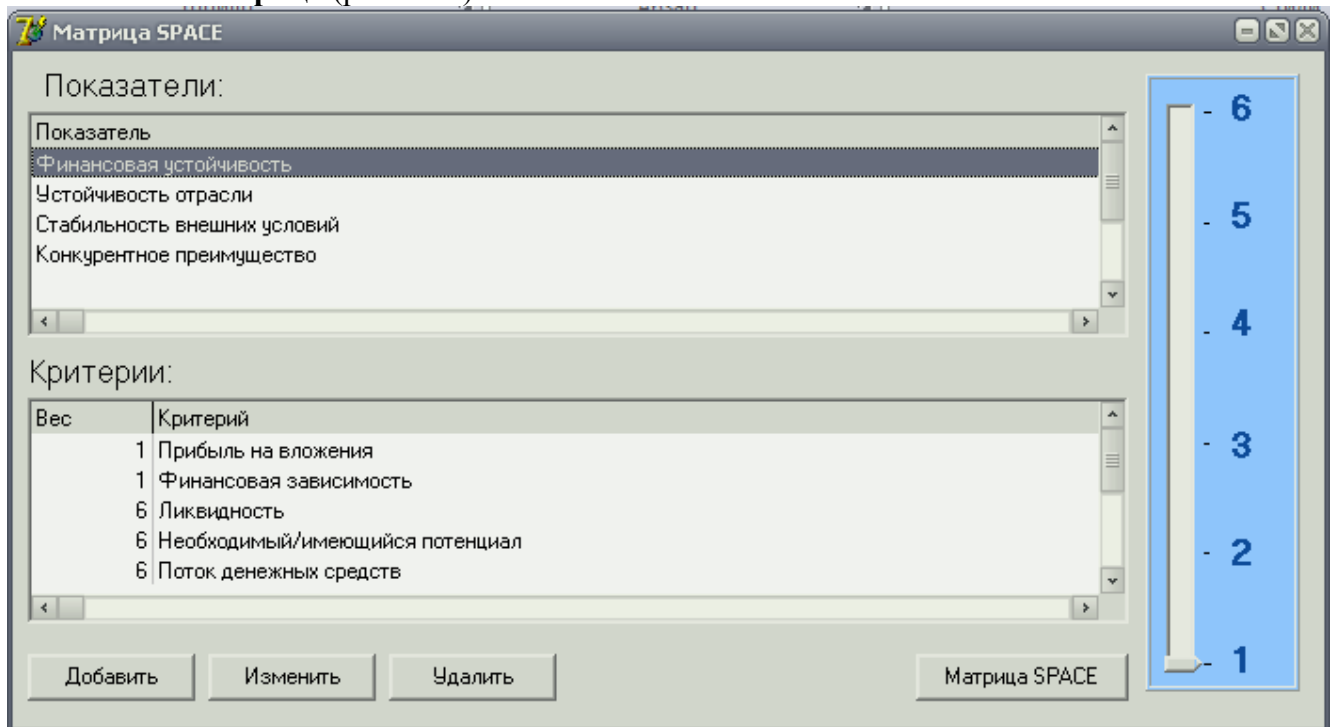 Матрица SPACE
Показатели:
Показатель
Финансовая устойчивость
Устойчивость отрасли
Стабильность внешних условий
Конкурентное преимущество
Критерии:
Вес Критерий
1 Прибыль на вложения
1 Финансовая зависимость
6 Ликвидность
6 Необходимый/имеющийся потенциал
6 Поток денежных средств
Добавить Изменить Удалить Матрица SPACE
- 6
- 5
- 4
- 3
- 2
- 1